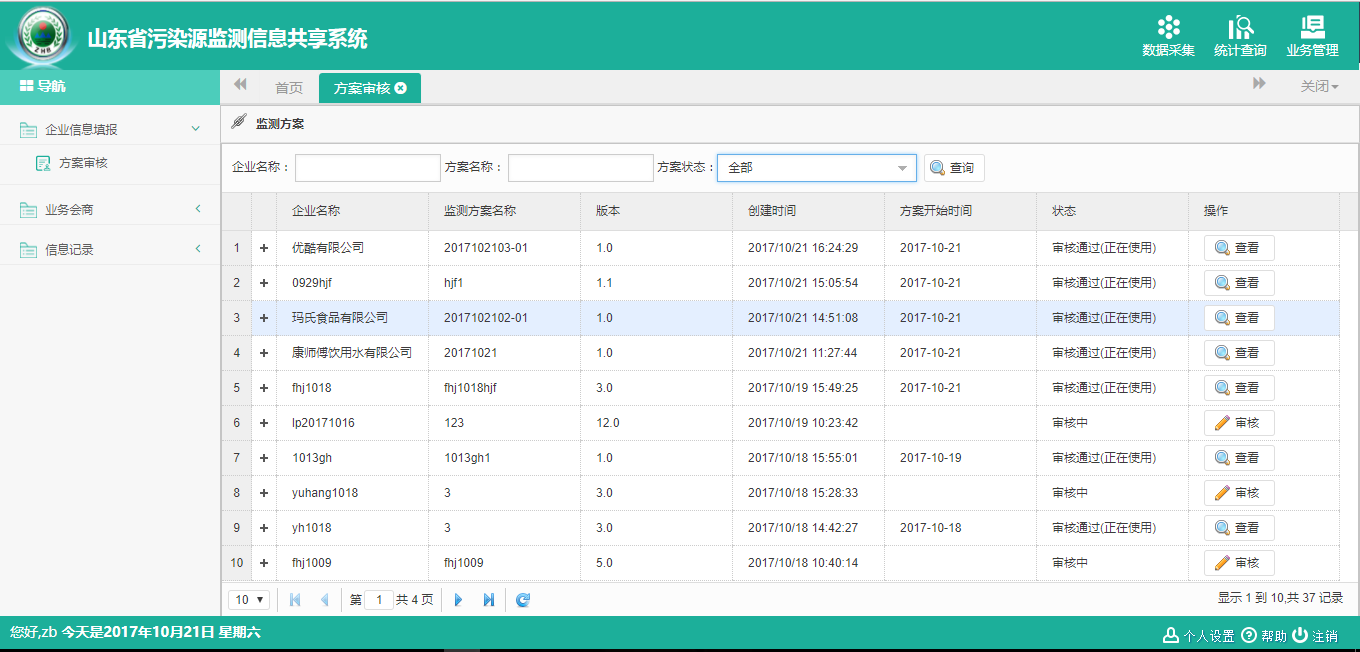 山东省污染源监测信息共享系统
数据采集 统计查询 业务管理
ZHB
导航 首页 方案审核 关闭
企业信息填报
方案审核
业务会商
信息记录
监测方案
企业名称： 方案名称： 方案状态： 全部 查询
企业名称 监测方案名称 版本 创建时间 方案开始时间 状态 操作
1 + 优酷有限公司 2017102103-01 1.0 2017/10/21 16:24:29 2017-10-21 审核通过(正在使用) 查看
2 + 0929hjf hjf1 1.1 2017/10/21 15:05:54 2017-10-21 审核通过(正在使用) 查看
3 + 玛氏食品有限公司 2017102102-01 1.0 2017/10/21 14:51:08 2017-10-21 审核通过(正在使用) 查看
4 + 康师傅饮用水有限公司 20171021 1.0 2017/10/21 11:27:44 2017-10-21 审核通过(正在使用) 查看
5 + fhj1018 fhj1018hjf 3.0 2017/10/19 15:49:25 2017-10-21 审核通过(正在使用) 查看
6 + lp20171016 123 12.0 2017/10/19 10:23:42 审核中 审核
7 + 1013gh 1013gh1 1.0 2017/10/18 15:55:01 2017-10-19 审核通过(正在使用) 查看
8 + yuhang1018 3 3.0 2017/10/18 15:28:33 审核中 审核
9 + yh1018 3 3.0 2017/10/18 14:42:27 2017-10-18 审核通过(正在使用) 查看
10 + fhj1009 fhj1009 5.0 2017/10/18 10:40:14 审核中 审核
10 第 1 共 4 页 显示 1 到 10,共 37 记录
您好,zb 今天是2017年10月21日 星期六 个人设置 帮助 注销